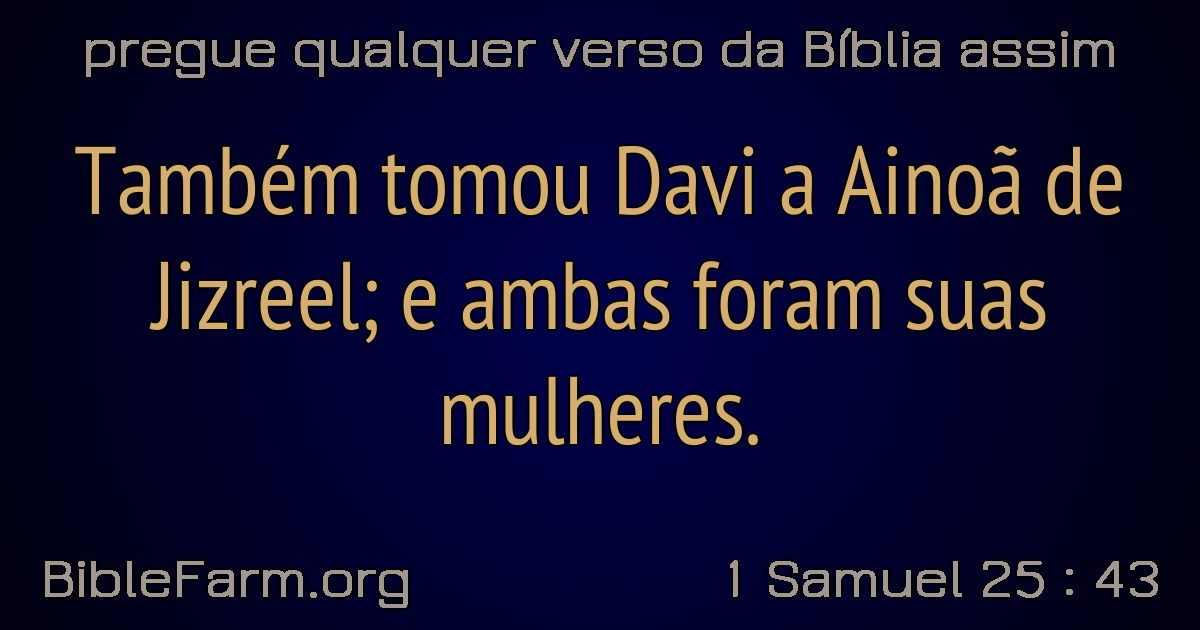 pregue qualquer verso da Bíblia assim
Também tomou Davi a Ainoã de
Jizreel; e ambas foram suas
mulheres.
BibleFarm.org
1 Samuel 25 : 43